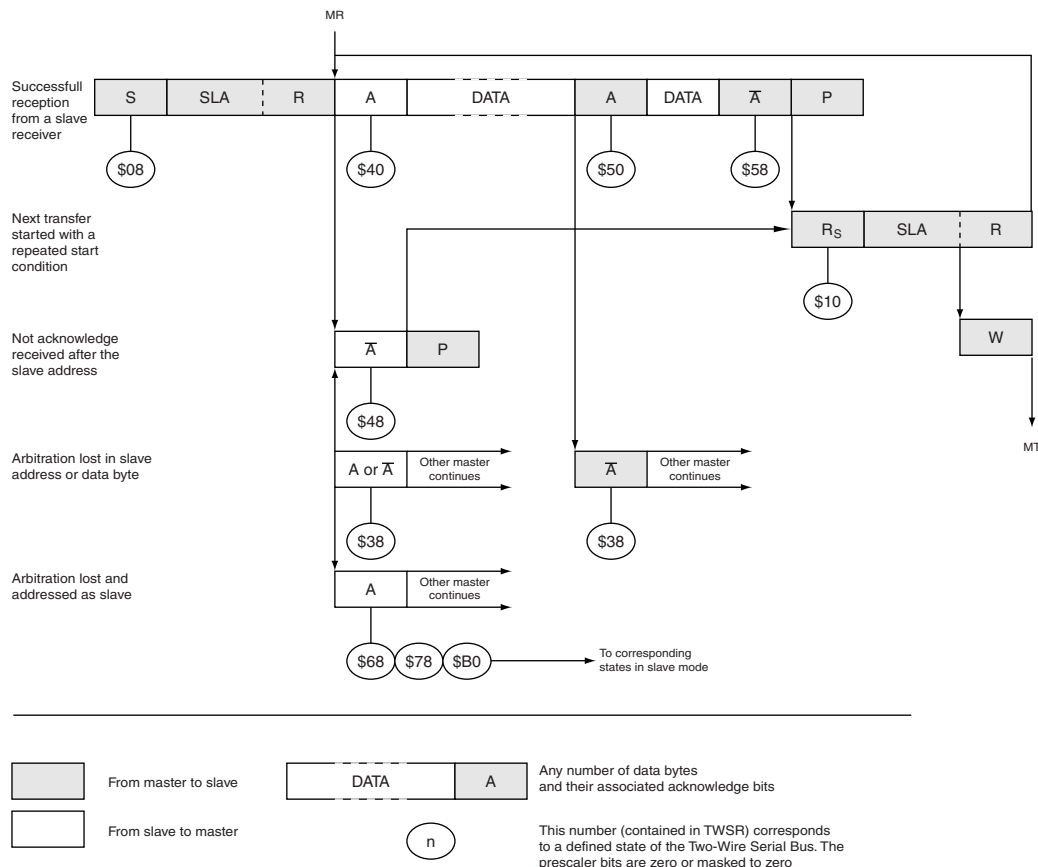 MR
Successfull
reception
from a slave
receiver
S SLA R A DATA A DATA A̅ P
$08 $40 $50 $58
Next transfer
started with a
repeated start
condition
RS SLA R
$10
Not acknowledge
received after the
slave address
A̅ P
W
$48
MT
Arbitration lost in slave
address or data byte
A or A̅ Other master
continues
A̅ Other master
continues
$38 $38
Arbitration lost and
addressed as slave
A Other master
continues
$68 $78 $B0 To corresponding
states in slave mode
From master to slave
DATA A
Any number of data bytes
and their associated acknowledge bits
From slave to master
n
This number (contained in TWSR) corresponds
to a defined state of the Two-Wire Serial Bus. The
prescaler bits are zero or masked to zero